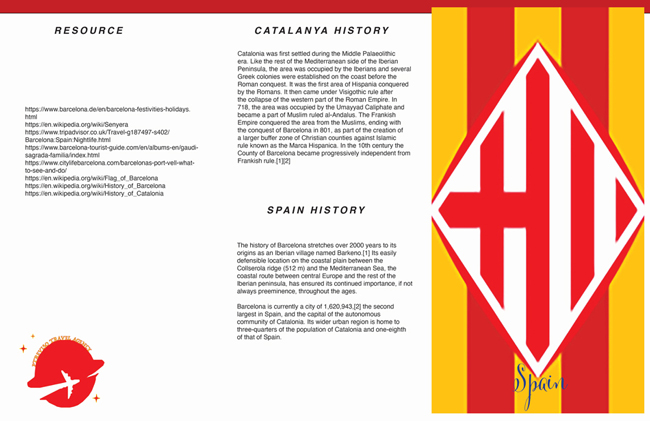 RESOURCE
https://www.barcelona.de/en/barcelona-festivities-holidays.
html
https://en.wikipedia.org/wiki/Senyera
https://www.tripadvisor.co.uk/Travel-g187497-s402/
Barcelona:Spain:Nightlife.html
https://www.barcelona-tourist-guide.com/en/albums-en/gaudi-
sagrada-familia/index.html
https://www.citylifebarcelona.com/barcelonas-port-vell-what-
to-see-and-do/
https://en.wikipedia.org/wiki/Flag_of_Barcelona
https://en.wikipedia.org/wiki/History_of_Barcelona
https://en.wikipedia.org/wiki/History_of_Catalonia
TRAVEL AGENCY
CATALANYA HISTORY
Catalonia was first settled during the Middle Palaeolithic
era. Like the rest of the Mediterranean side of the Iberian
Peninsula, the area was occupied by the Iberians and several
Greek colonies were established on the coast before the
Roman conquest. It was the first area of Hispania conquered
by the Romans. It then came under Visigothic rule after
the collapse of the western part of the Roman Empire. In
718, the area was occupied by the Umayyad Caliphate and
became a part of Muslim ruled al-Andalus. The Frankish
Empire conquered the area from the Muslims, ending with
the conquest of Barcelona in 801, as part of the creation of
a larger buffer zone of Christian counties against Islamic
rule known as the Marca Hispanica. In the 10th century the
County of Barcelona became progressively independent from
Frankish rule.[1][2]
SPAIN HISTORY
The history of Barcelona stretches over 2000 years to its
origins as an Iberian village named Barkeno.[1] Its easily
defensible location on the coastal plain between the
Collserola ridge (512 m) and the Mediterranean Sea, the
coastal route between central Europe and the rest of the
Iberian peninsula, has ensured its continued importance, if not
always preeminence, throughout the ages.
Barcelona is currently a city of 1,620,943,[2] the second
largest in Spain, and the capital of the autonomous
community of Catalonia. Its wider urban region is home to
three-quarters of the population of Catalonia and one-eighth
of that of Spain.
Spain